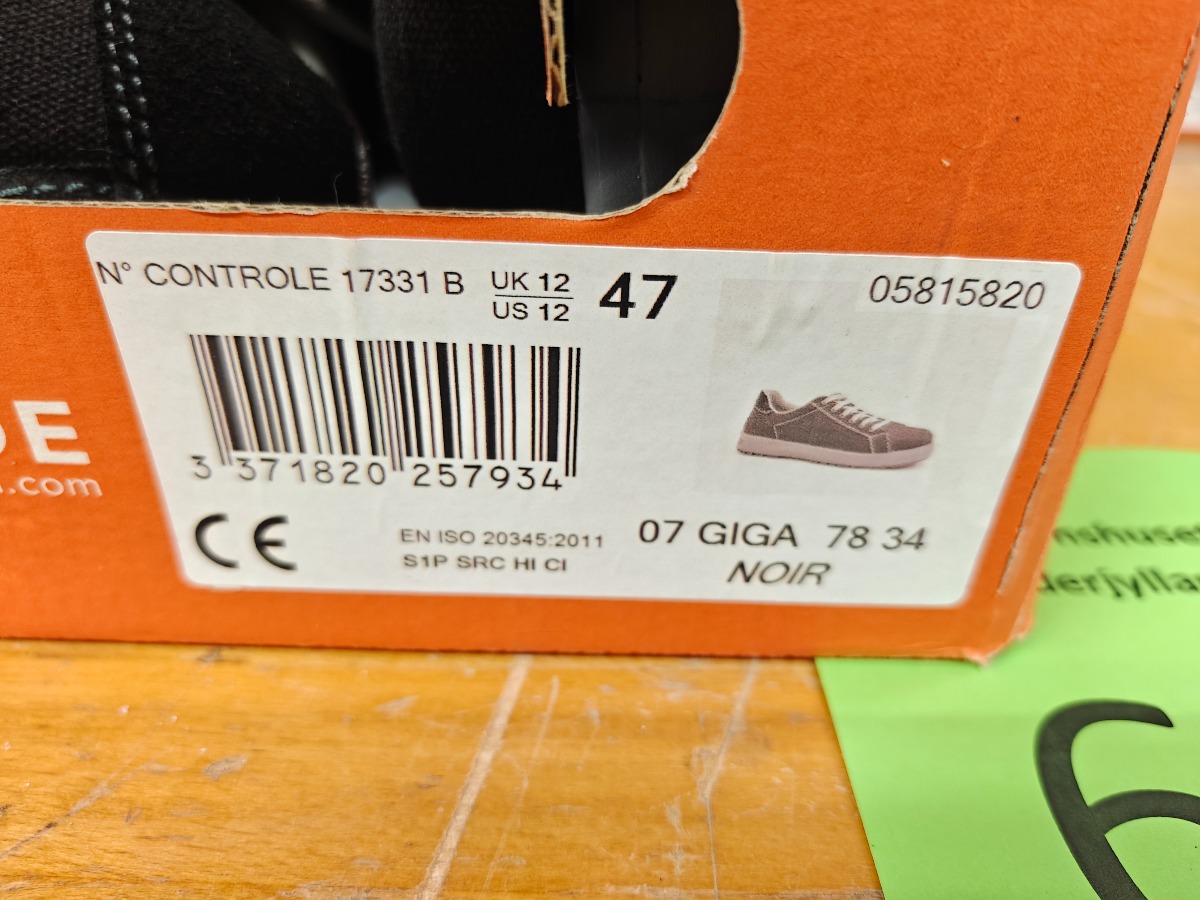 N° CONTROLE 17331 B
UK 12
US 12
47
05815820
3 371820 257934
CE
EN ISO 20345:2011
S1P SRC HI CI
07 GIGA 78 34
NOIR
DE
.com
6